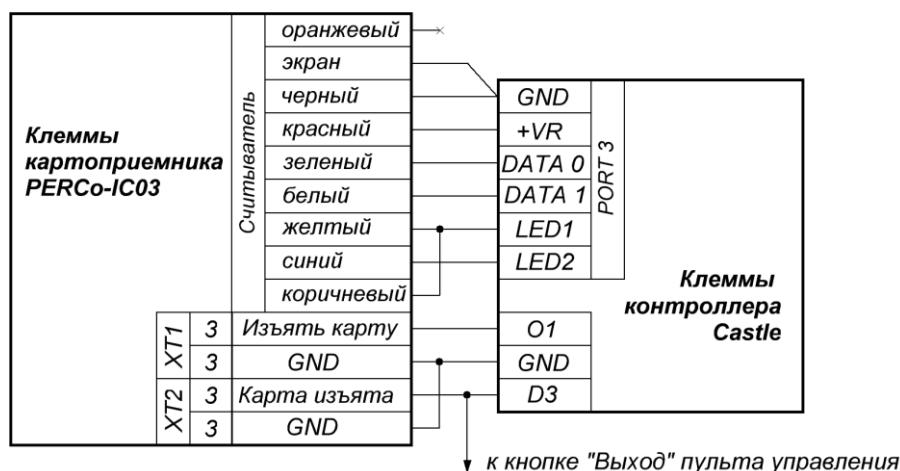 Клеммы
картоприемника
PERCo-IC03
Считыватель
оранжевый
экран
черный
красный
зеленый
белый
желтый
синий
коричневый
XT1
3 Изъять карту
3 GND
XT2
3 Карта изъята
3 GND
GND
+VR
DATA 0
DATA 1
LED1
LED2
PORT 3
Клеммы
контроллера
Castle
O1
GND
D3
к кнопке "Выход" пульта управления